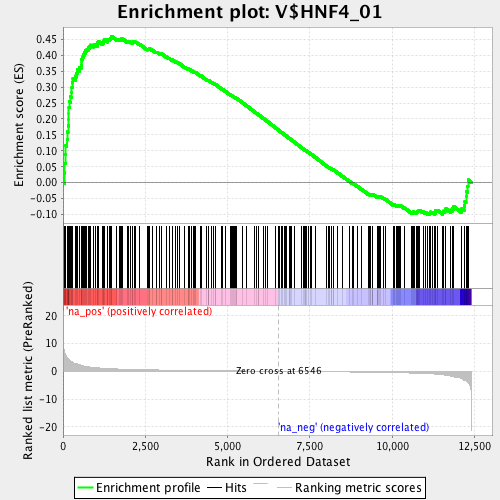 Enrichment plot: V$HNF4_01
Enrichment score (ES)
0.45
0.40
0.35
0.30
0.25
0.20
0.15
0.10
0.05
0.00
-0.05
-0.10
'na_pos' (positively correlated)
Ranked list metric (PreRanked)
20
10
0
-10
-20
Zero cross at 6546
'na_neg' (negatively correlated)
0
2,500
5,000
7,500
10,000
12,500
Rank in Ordered Dataset
Enrichment profile
Hits
Ranking metric scores